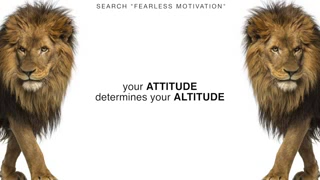 SEARCH "FEARLESS MOTIVATION"
your ATTITUDE
determines your ALTITUDE